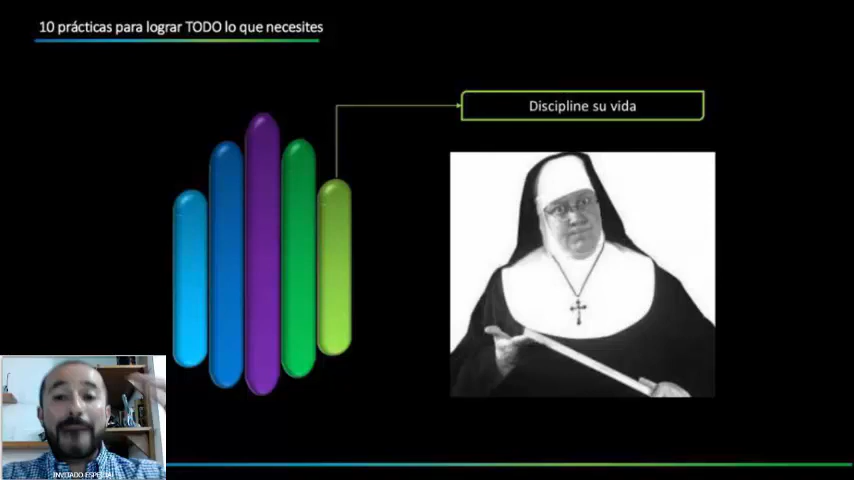 10 prácticas para lograr TODO lo que necesites
Discipline su vida
INVITADO ESPECIAL